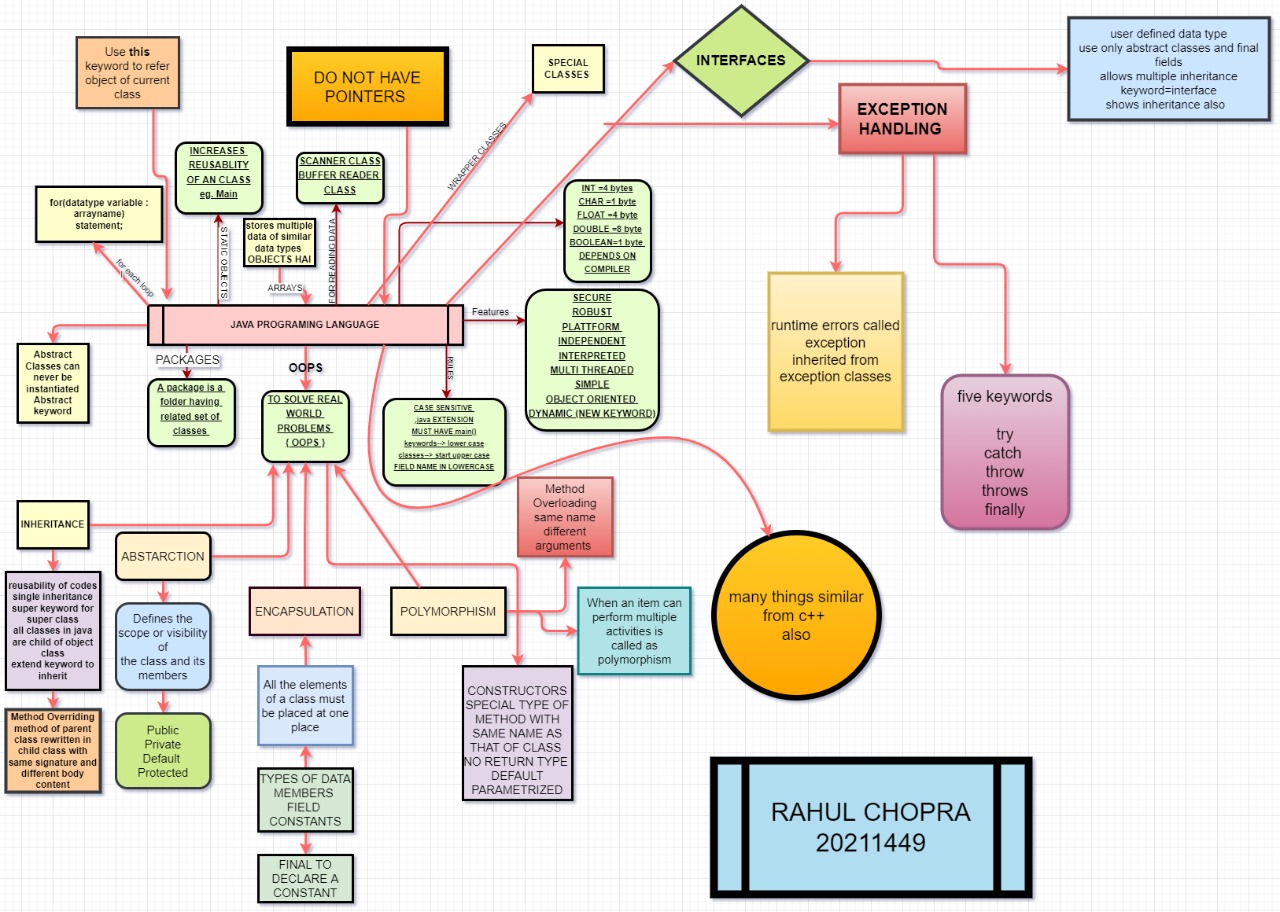 Use this
keyword to refer
object of current
class
DO NOT HAVE
POINTERS
SPECIAL
CLASSES
INTERFACES
user defined data type
use only abstract classes and final
fields
allows multiple inheritance
keyword=interface
shows inheritance also
EXCEPTION
HANDLING
INCREASES
REUSABLITY
OF AN CLASS
eg. Main
SCANNER CLASS
BUFFER READER
CLASS
WRAPPER CLASSES
for(datatype variable :
arrayname)
statement;
INT =4 bytes
CHAR =1 byte
FLOAT =4 byte
DOUBLE =8 byte
BOOLEAN=1 byte
DEPENDS ON
COMPILER
stores multiple
data of similar
data types
OBJECTS HAI
STATIC OBJECTS
FOR READING DATA
for each loop
ARRAYS
JAVA PROGRAMING LANGUAGE
Features
SECURE
ROBUST
PLATTFORM
INDEPENDENT
INTERPRETED
MULTI THREADED
SIMPLE
OBJECT ORIENTED
DYNAMIC (NEW KEYWORD)
runtime errors called
exception
inherited from
exception classes
Abstract
Classes can
never be
instantiated
Abstract
keyword
PACKAGES
OOPS
RULES
A package is a
folder having
related set of
classes
TO SOLVE REAL
WORLD
PROBLEMS
( OOPS )
CASE SENSITIVE
.java EXTENSION
MUST HAVE main()
keywords--> lower case
classes--> start upper case
FIELD NAME IN LOWERCASE
five keywords
try
catch
throw
throws
finally
INHERITANCE
ABSTARCTION
Method
Overloading
same name
different
arguments
reusability of codes
single inheritance
super keyword for
super class
all classes in java
are child of object
class
extend keyword to
inherit
Defines the
scope or visibility
of
the class and its
members
ENCAPSULATION
POLYMORPHISM
When an item can
perform multiple
activities is
called as
polymorphism
many things similar
from c++
also
All the elements
of a class must
be placed at one
place
CONSTRUCTORS
SPECIAL TYPE OF
METHOD WITH
SAME NAME AS
THAT OF CLASS
NO RETURN TYPE
DEFAULT
PARAMETRIZED
Method Overriding
method of parent
class rewritten in
child class with
same signature and
different body
content
Public
Private
Default
Protected
TYPES OF DATA
MEMBERS
FIELD
CONSTANTS
FINAL TO
DECLARE A
CONSTANT
RAHUL CHOPRA
20211449